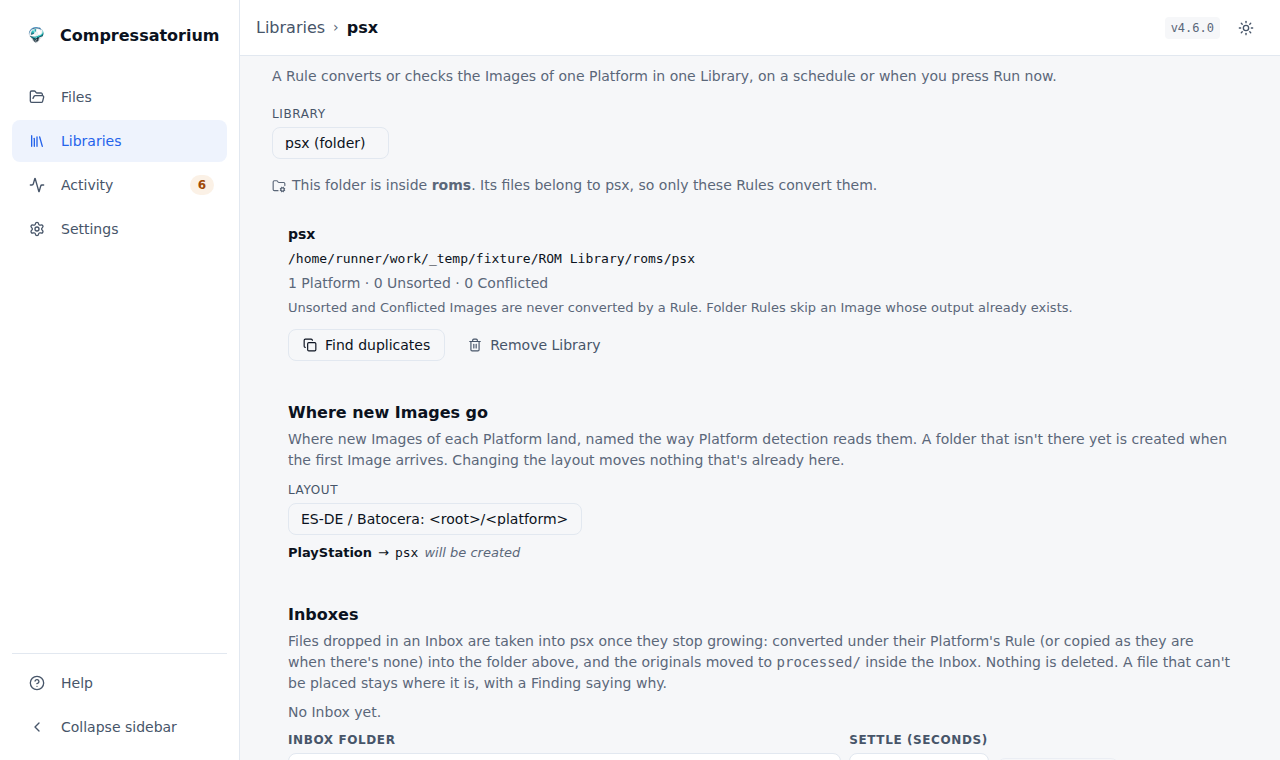 Compressatorium
Libraries › psx
v4.6.0
Files
Libraries
Activity 6
Settings
Help
Collapse sidebar
A Rule converts or checks the Images of one Platform in one Library, on a schedule or when you press Run now.
LIBRARY
psx (folder)
This folder is inside roms. Its files belong to psx, so only these Rules convert them.
psx
/home/runner/work/_temp/fixture/ROM Library/roms/psx
1 Platform · 0 Unsorted · 0 Conflicted
Unsorted and Conflicted Images are never converted by a Rule. Folder Rules skip an Image whose output already exists.
Find duplicates
Remove Library
Where new Images go
Where new Images of each Platform land, named the way Platform detection reads them. A folder that isn't there yet is created when
the first Image arrives. Changing the layout moves nothing that's already here.
LAYOUT
ES-DE / Batocera: <root>/<platform>
PlayStation → psx will be created
Inboxes
Files dropped in an Inbox are taken into psx once they stop growing: converted under their Platform's Rule (or copied as they are
when there's none) into the folder above, and the originals moved to processed/ inside the Inbox. Nothing is deleted. A file that can't
be placed stays where it is, with a Finding saying why.
No Inbox yet.
INBOX FOLDER
SETTLE (SECONDS)